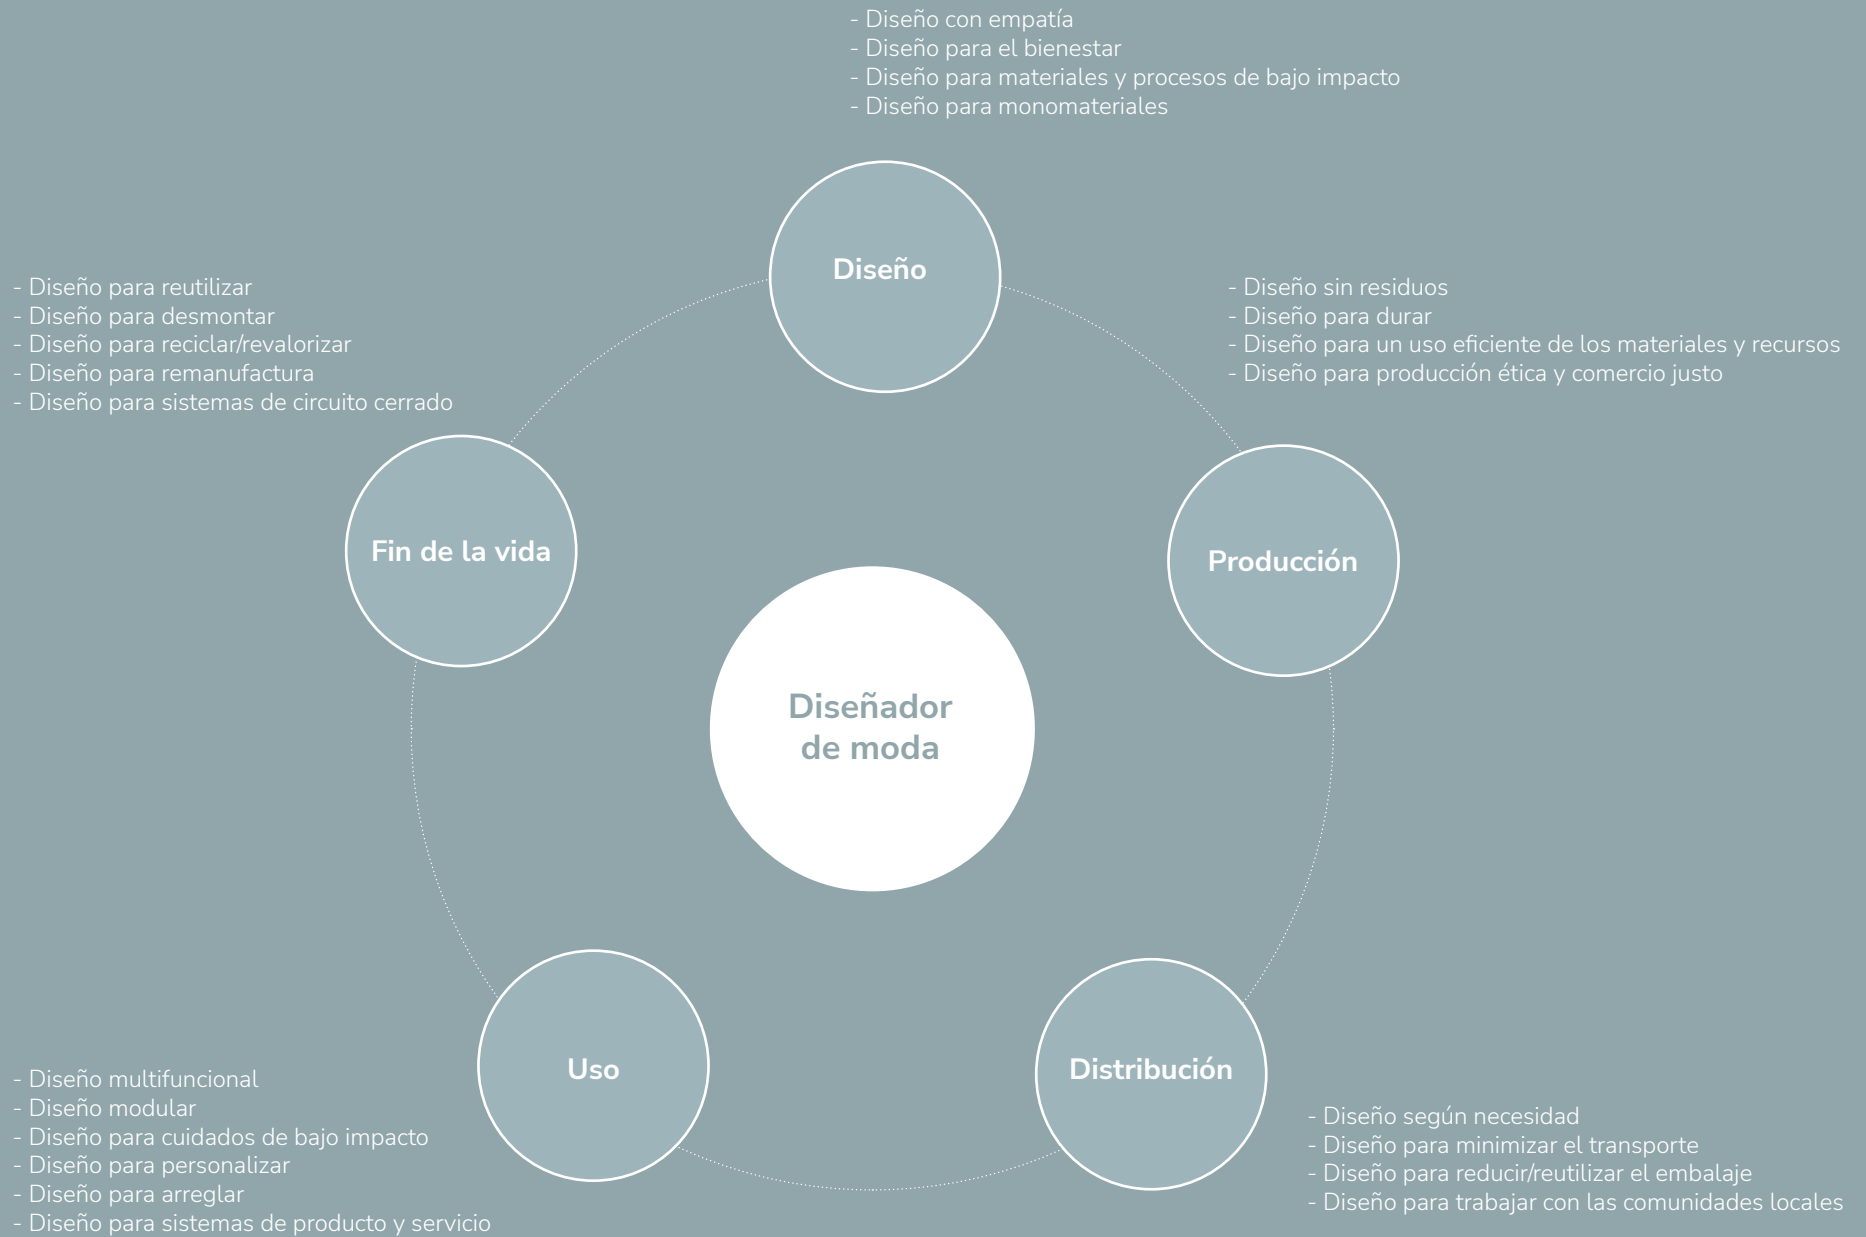 - Diseño con empatía
- Diseño para el bienestar
- Diseño para materiales y procesos de bajo impacto
- Diseño para monomateriales
Diseño
- Diseño sin residuos
- Diseño para durar
- Diseño para un uso eficiente de los materiales y recursos
- Diseño para producción ética y comercio justo
Producción
- Diseño según necesidad
- Diseño para minimizar el transporte
- Diseño para reducir/reutilizar el embalaje
- Diseño para trabajar con las comunidades locales
Distribución
- Diseño multifuncional
- Diseño modular
- Diseño para cuidados de bajo impacto
- Diseño para personalizar
- Diseño para arreglar
- Diseño para sistemas de producto y servicio
Uso
- Diseño para reutilizar
- Diseño para desmontar
- Diseño para reciclar/revalorizar
- Diseño para remanufactura
- Diseño para sistemas de circuito cerrado
Fin de la vida
Diseñador
de moda